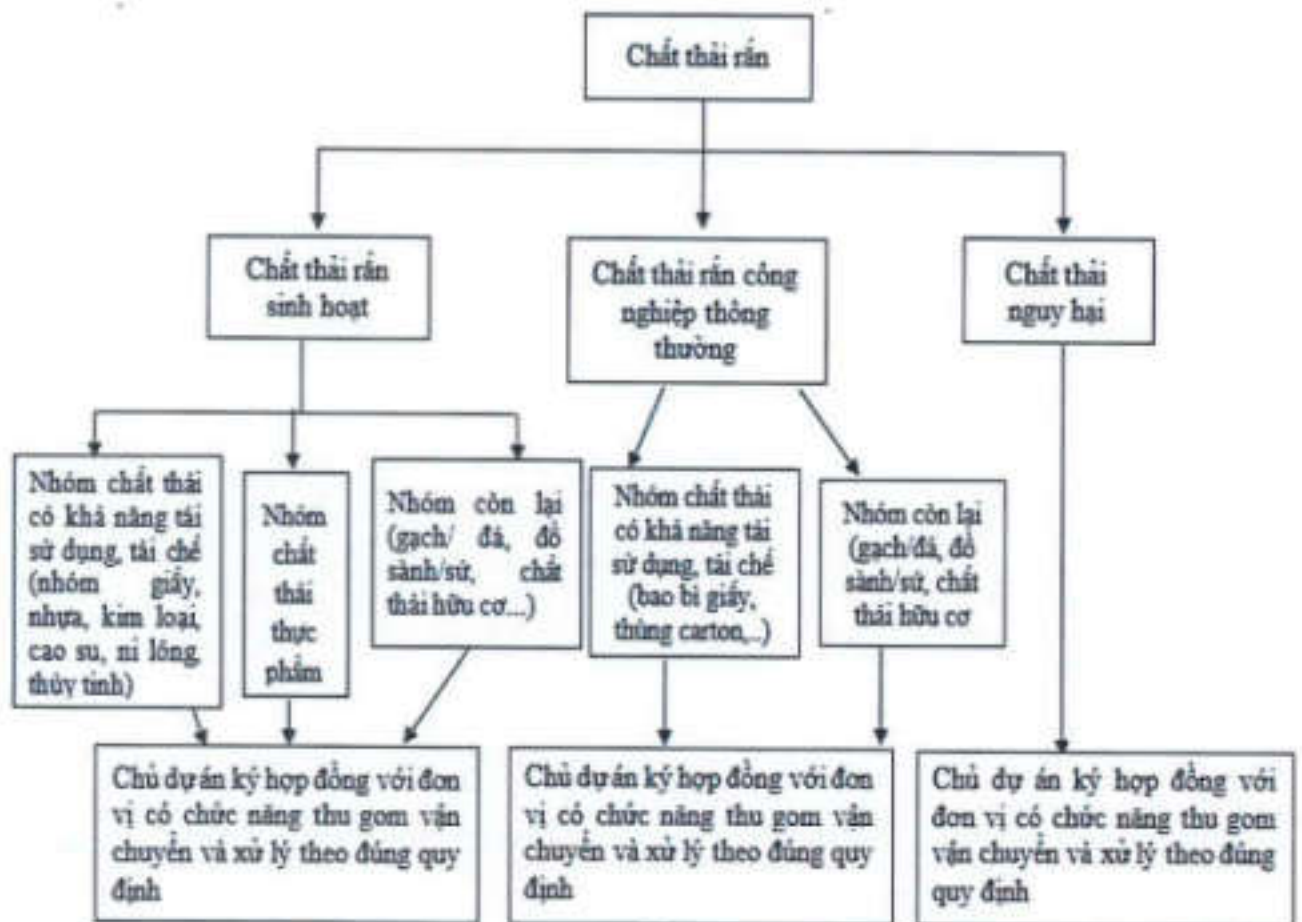 Chất thải rắn
Chất thải rắn
sinh hoạt
Chất thải rắn công
nghiệp thông
thường
Chất thải
nguy hại
Nhóm chất thải
có khả năng tái
sử dụng, tái chế
(nhóm giấy,
nhựa, kim loại,
cao su, ni lông,
thủy tinh)
Nhóm
chất
thải
thực
phẩm
Nhóm còn lại
(gạch/ đá, đồ
sành/sứ, chất
thải hữu cơ...)
Nhóm chất thải
có khả năng tái
sử dụng, tái chế
(bao bì giấy,
thùng carton,..)
Nhóm còn lại
(gạch/đá, đồ
sành/sứ, chất
thải hữu cơ
Chủ dự án ký hợp đồng với đơn
vị có chức năng thu gom vận
chuyển và xử lý theo đúng quy
định
Chủ dự án ký hợp đồng với đơn
vị có chức năng thu gom vận
chuyển và xử lý theo đúng quy
định
Chủ dự án ký hợp đồng với
đơn vị có chức năng thu gom
vận chuyển và xử lý theo đúng
quy định